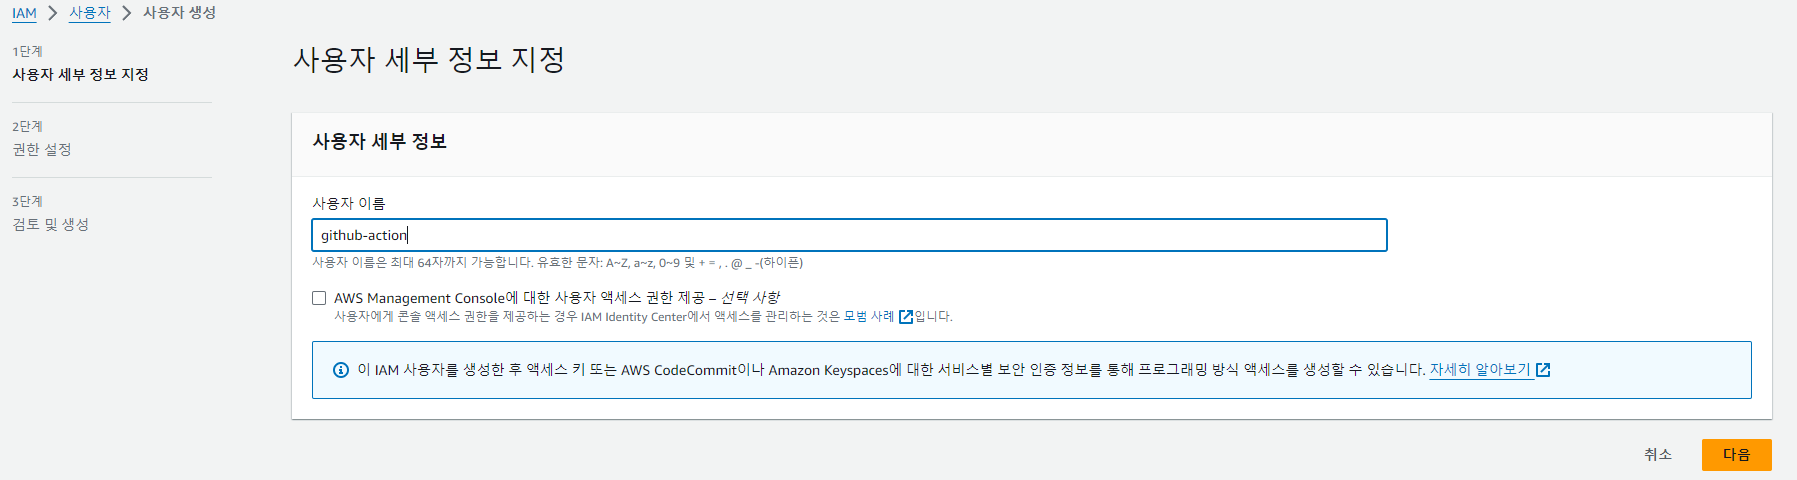 IAM > 사용자 > 사용자 생성
1단계
사용자 세부 정보 지정
2단계
권한 설정
3단계
검토 및 생성
사용자 세부 정보 지정
사용자 세부 정보
사용자 이름
github-action
사용자 이름은 최대 64자까지 가능합니다. 유효한 문자: A~Z, a~z, 0~9 및 + = , . @ _ -(하이픈)
AWS Management Console에 대한 사용자 액세스 권한 제공 – 선택 사항
사용자에게 콘솔 액세스 권한을 제공하는 경우 IAM Identity Center에서 액세스를 관리하는 것은 모범 사례 입니다.
이 IAM 사용자를 생성한 후 액세스 키 또는 AWS CodeCommit이나 Amazon Keyspaces에 대한 서비스별 보안 인증 정보를 통해 프로그래밍 방식 액세스를 생성할 수 있습니다. 자세히 알아보기
취소
다음